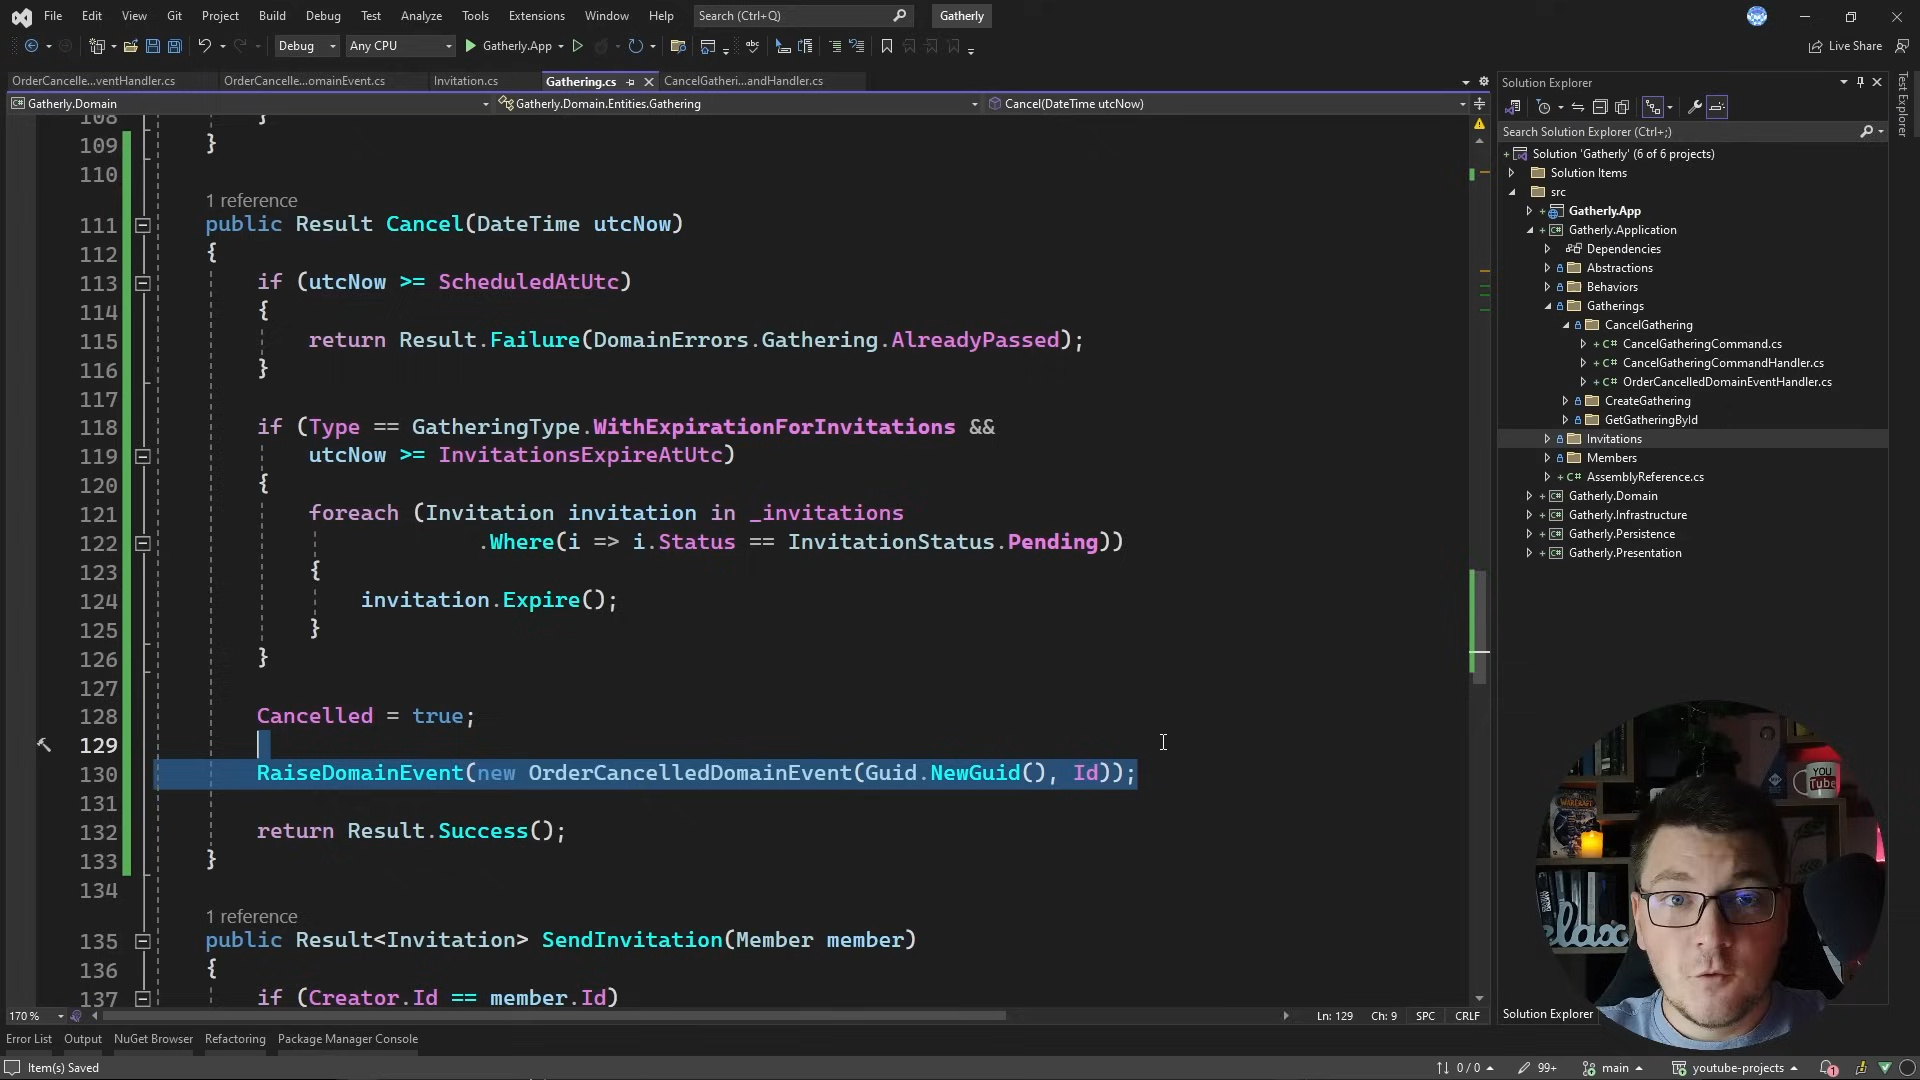 File Edit View Git Project Build Debug Test Analyze Tools Extensions Window Help Search (Ctrl+Q) Gatherly
Debug Any CPU Gatherly.App Live Share
OrderCancelle...ventHandler.cs OrderCancelle...omainEvent.cs Invitation.cs Gathering.cs CancelGatheri...andHandler.cs
Gatherly.Domain Gatherly.Domain.Entities.Gathering Cancel(DateTime utcNow)
108 }
109 }
110
1 reference
111 public Result Cancel(DateTime utcNow)
112 {
113 if (utcNow >= ScheduledAtUtc)
114 {
115 return Result.Failure(DomainErrors.Gathering.AlreadyPassed);
116 }
117
118 if (Type == GatheringType.WithExpirationForInvitations &&
119 utcNow >= InvitationsExpireAtUtc)
120 {
121 foreach (Invitation invitation in _invitations
122 .Where(i => i.Status == InvitationStatus.Pending))
123 {
124 invitation.Expire();
125 }
126 }
127
128 Cancelled = true;
129
130 RaiseDomainEvent(new OrderCancelledDomainEvent(Guid.NewGuid(), Id));
131
132 return Result.Success();
133 }
134
1 reference
135 public Result<Invitation> SendInvitation(Member member)
136 {
137 if (Creator.Id == member.Id)
170 % Ln: 129 Ch: 9 SPC CRLF
Error List Output NuGet Browser Refactoring Package Manager Console
Item(s) Saved 0 / 0 99+ main youtube-projects 1
Solution Explorer
Search Solution Explorer (Ctrl+;)
Solution 'Gatherly' (6 of 6 projects)
Solution Items
src
Gatherly.App
Gatherly.Application
Dependencies
Abstractions
Behaviors
Gatherings
CancelGathering
CancelGatheringCommand.cs
CancelGatheringCommandHandler.cs
OrderCancelledDomainEventHandler.cs
CreateGathering
GetGatheringById
Invitations
Members
AssemblyReference.cs
Gatherly.Domain
Gatherly.Infrastructure
Gatherly.Persistence
Gatherly.Presentation
Solution Explorer
Test Explorer
YOU
Tube
WARCRAFT
relax